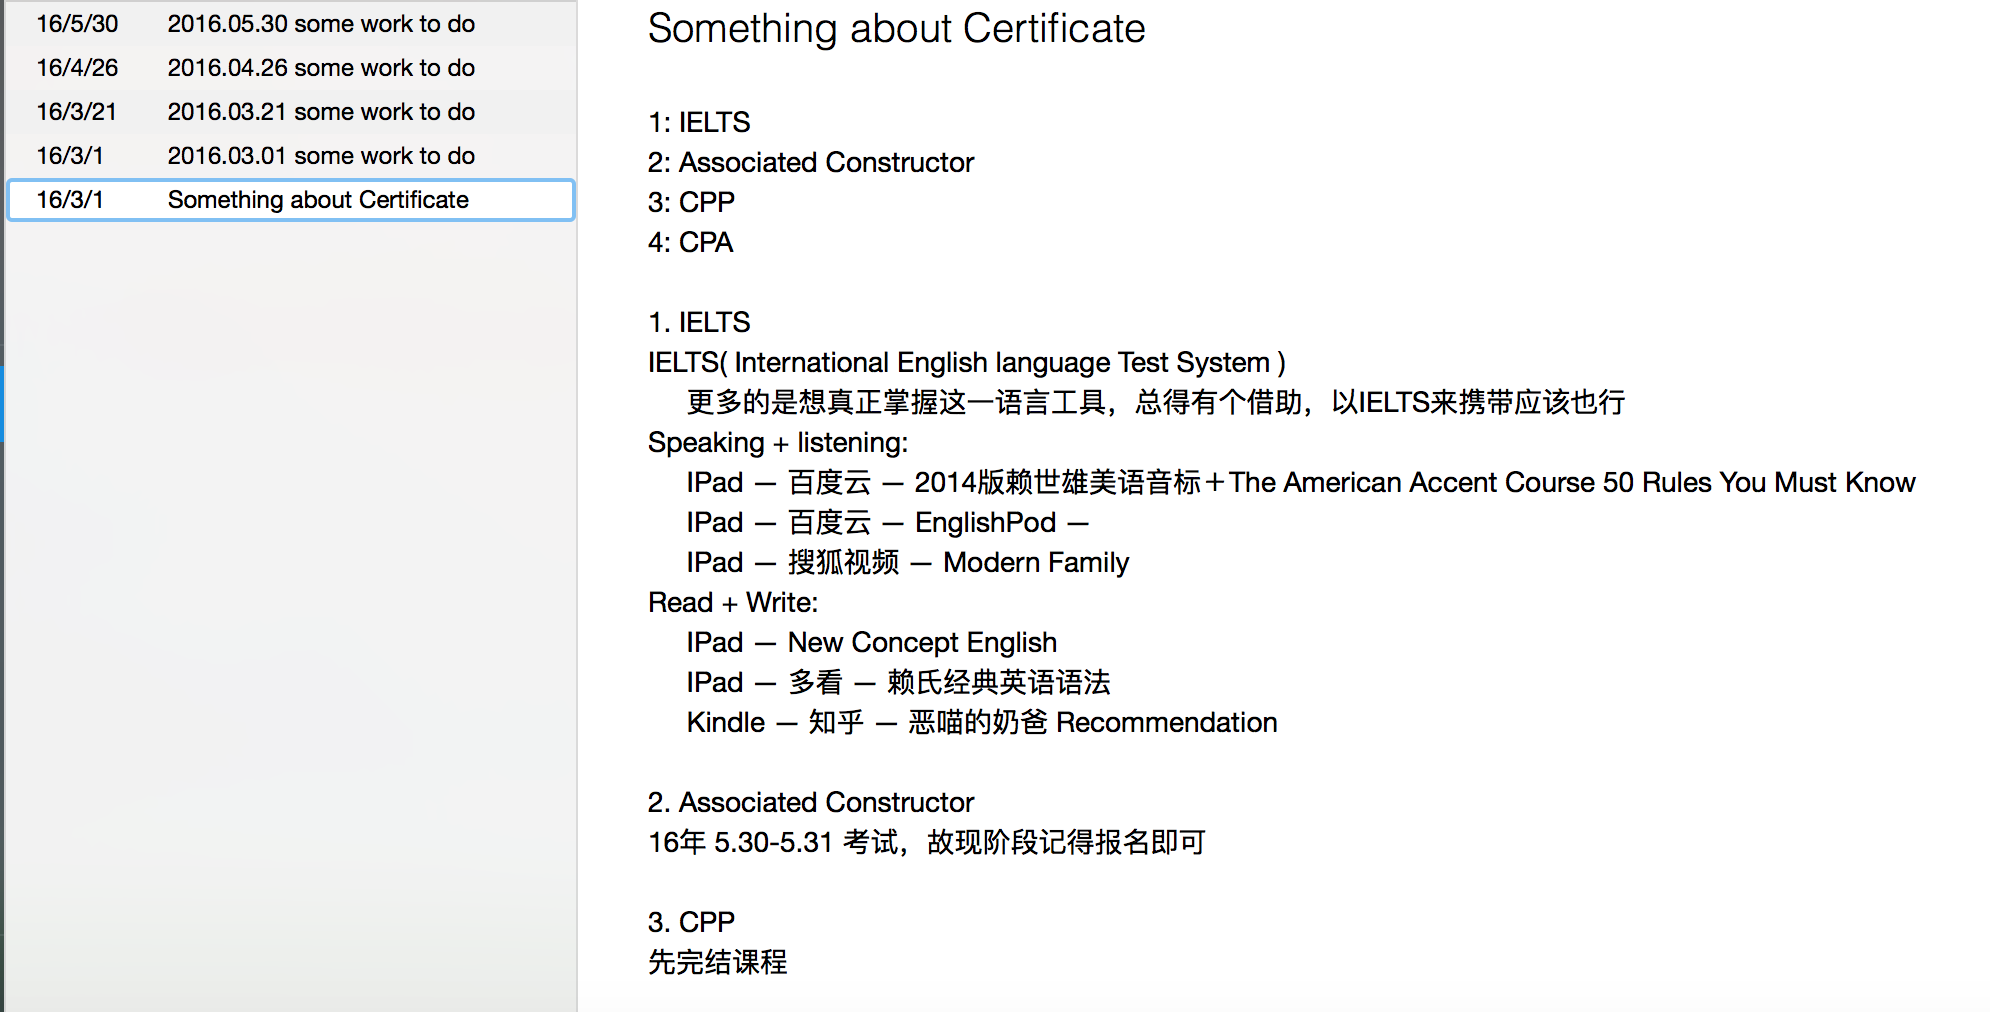 16/5/30 2016.05.30 some work to do
16/4/26 2016.04.26 some work to do
16/3/21 2016.03.21 some work to do
16/3/1 2016.03.01 some work to do
16/3/1 Something about Certificate
Something about Certificate
1: IELTS
2: Associated Constructor
3: CPP
4: CPA
1. IELTS
IELTS( International English language Test System )
更多的是想真正掌握这一语言工具，总得有个借助，以IELTS来携带应该也行
Speaking + listening:
IPad — 百度云 — 2014版赖世雄美语音标＋The American Accent Course 50 Rules You Must Know
IPad — 百度云 — EnglishPod —
IPad — 搜狐视频 — Modern Family
Read + Write:
IPad — New Concept English
IPad — 多看 — 赖氏经典英语语法
Kindle — 知乎 — 恶喵的奶爸 Recommendation
2. Associated Constructor
16年 5.30-5.31 考试，故现阶段记得报名即可
3. CPP
先完结课程